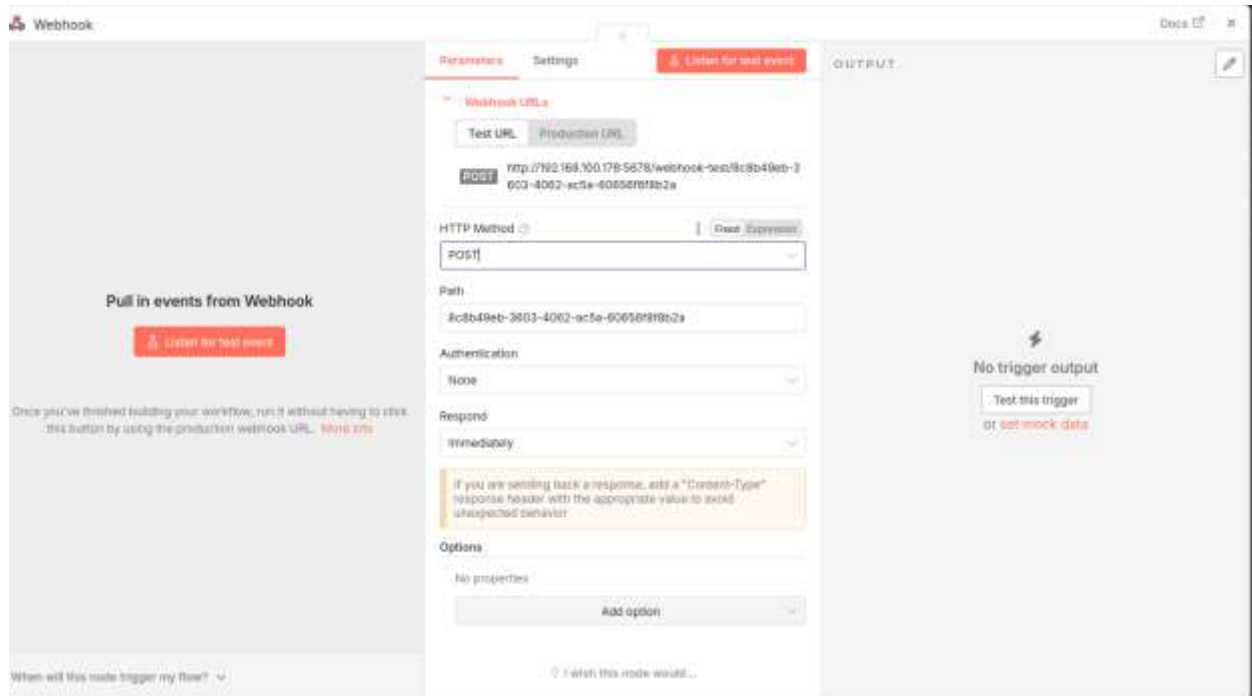 Webhook
Docs
Parameters
Settings
Listen for test event
OUTPUT
Webhook URLs
Test URL
Production URL
POST
http://192.168.100.178:5678/webhook-test/8c8b49eb-3
603-4062-ac5a-60656f8f8b2a
HTTP Method
Fixed
Expression
POST
Path
8c8b49eb-3603-4062-ac5a-60656f8f8b2a
Pull in events from Webhook
Listen for test event
Once you've finished building your workflow, run it without having to click
this button by using the production webhook URL. More info
Authentication
None
Respond
Immediately
If you are sending back a response, add a "Content-Type"
response header with the appropriate value to avoid
unexpected behavior
Options
No properties
Add option
I wish this node would...
No trigger output
Test this trigger
or set mock data
When will this node trigger my flow?